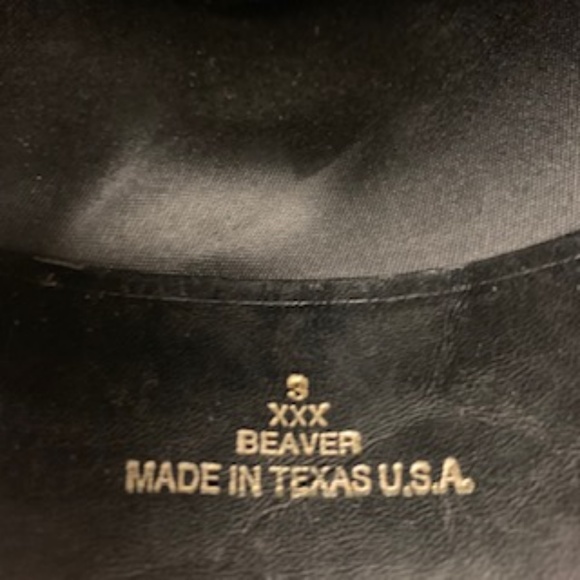 3
XXX
BEAVER
MADE IN TEXAS U.S.A.